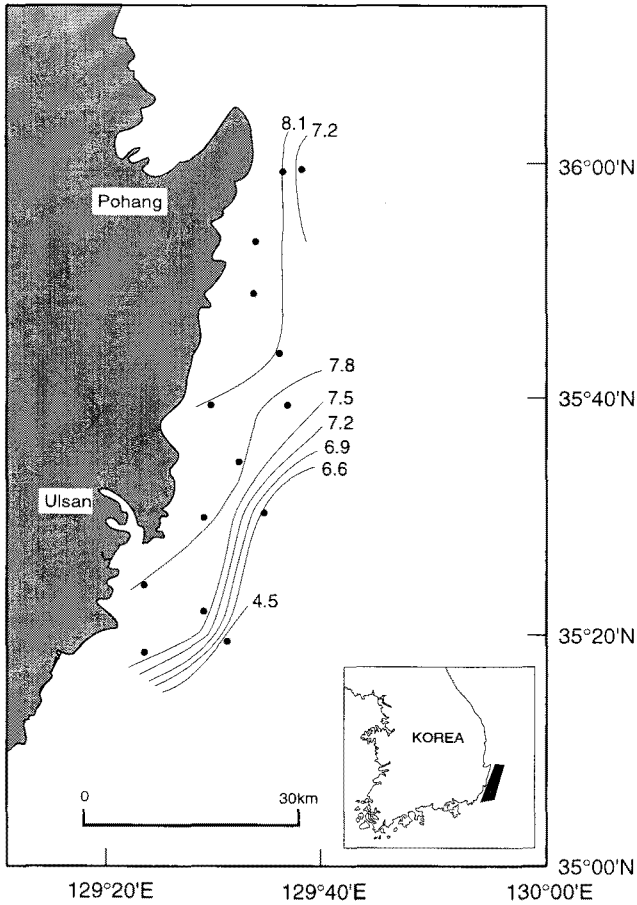 8.1 7.2
36°00'N
Pohang
7.8
7.5
35°40'N
7.2
6.9
6.6
Ulsan
4.5
35°20'N
KOREA
0 30km
35°00'N
129°20'E 129°40'E 130°00'E